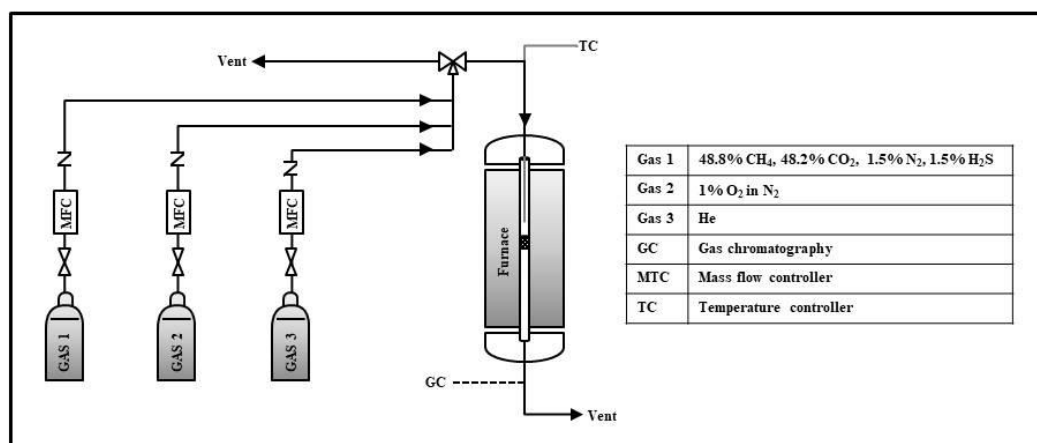 Vent
TC
MFC
MFC
MFC
GAS 1
GAS 2
GAS 3
Furnace
GC
Vent
Gas 1 48.8% CH₄, 48.2% CO₂, 1.5% N₂, 1.5% H₂S
Gas 2 1% O₂ in N₂
Gas 3 He
GC Gas chromatography
MTC Mass flow controller
TC Temperature controller